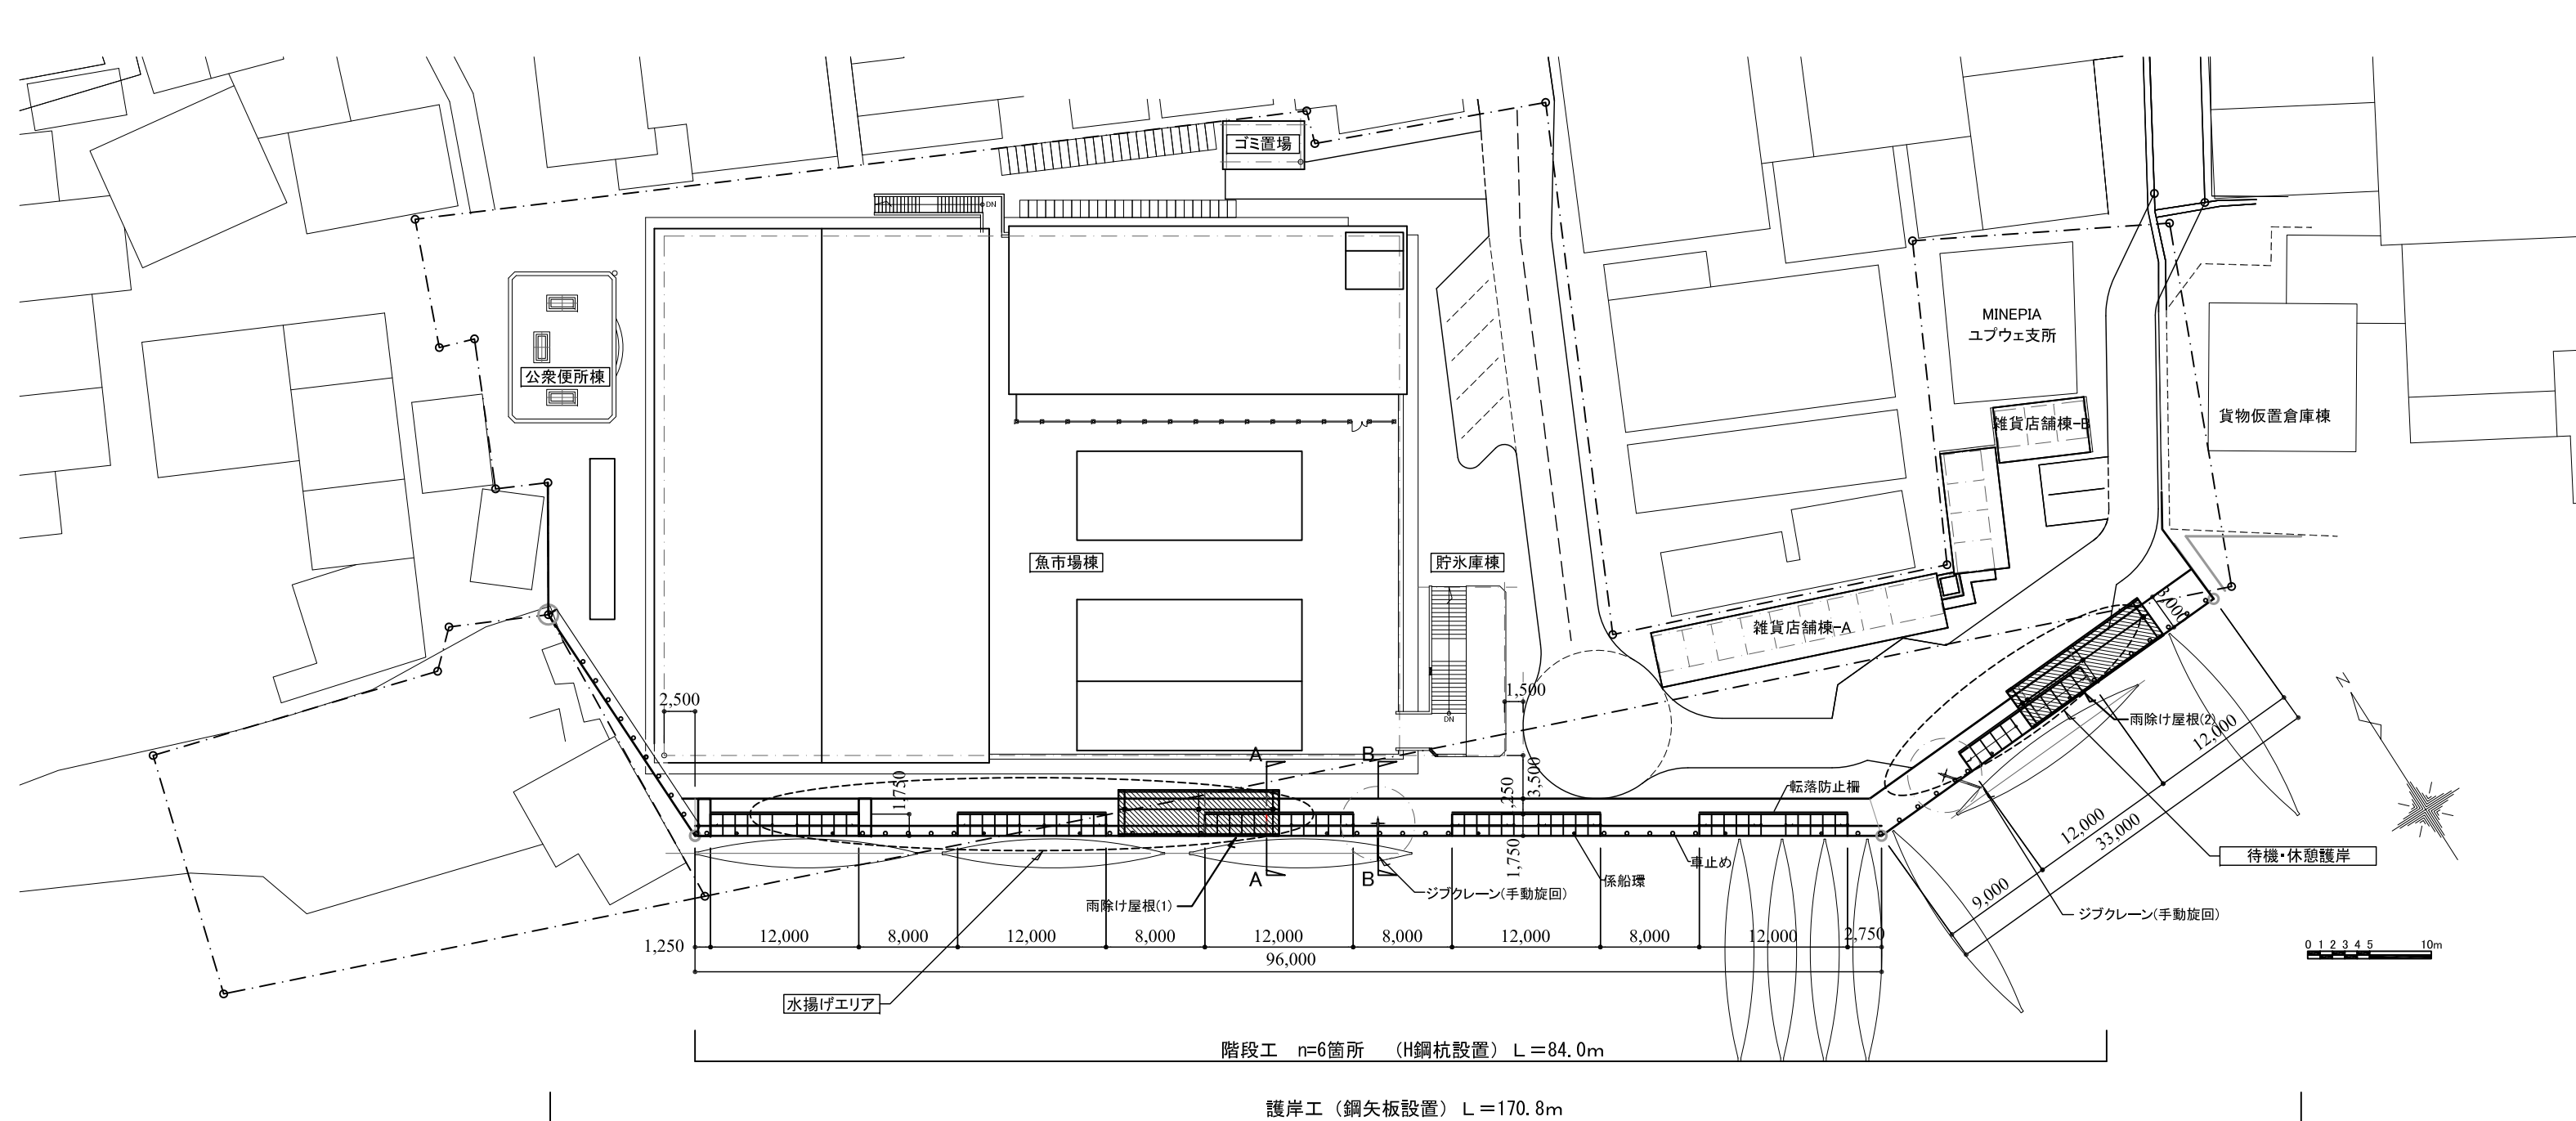 ゴミ置場
DN
MINEPIA
ユプウェ支所
公衆便所棟
雑貨店舗棟-B
貨物仮置倉庫棟
魚市場棟
貯氷庫棟
雑貨店舗棟-A
3,000
2,500
1,500
DN
N
雨除け屋根(2)
12,000
A
B
1,750
1,250
3,500
転落防止柵
12,000
33,000
1,750
車止め
待機・休憩護岸
A
B
係船環
ジブクレーン(手動旋回)
雨除け屋根(1)
9,000
ジブクレーン(手動旋回)
1,250
12,000
8,000
12,000
8,000
12,000
8,000
12,000
8,000
12,000
2,750
0 1 2 3 4 5 10m
96,000
水揚げエリア
階段工 n=6箇所 (H鋼杭設置) L=84.0m
護岸工 (鋼矢板設置) L=170.8m